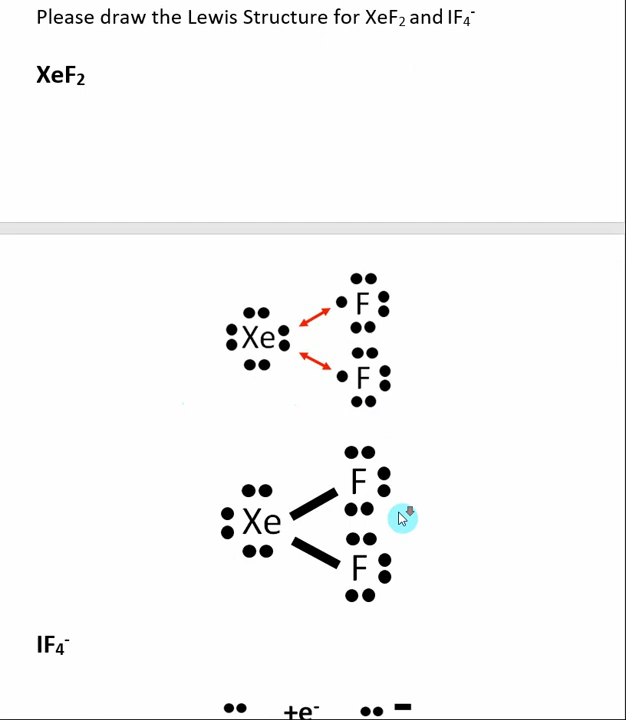 Please draw the Lewis Structure for XeF₂ and IF₄⁻
XeF₂
Xe
F
F
Xe
F
F
IF₄⁻
+e⁻